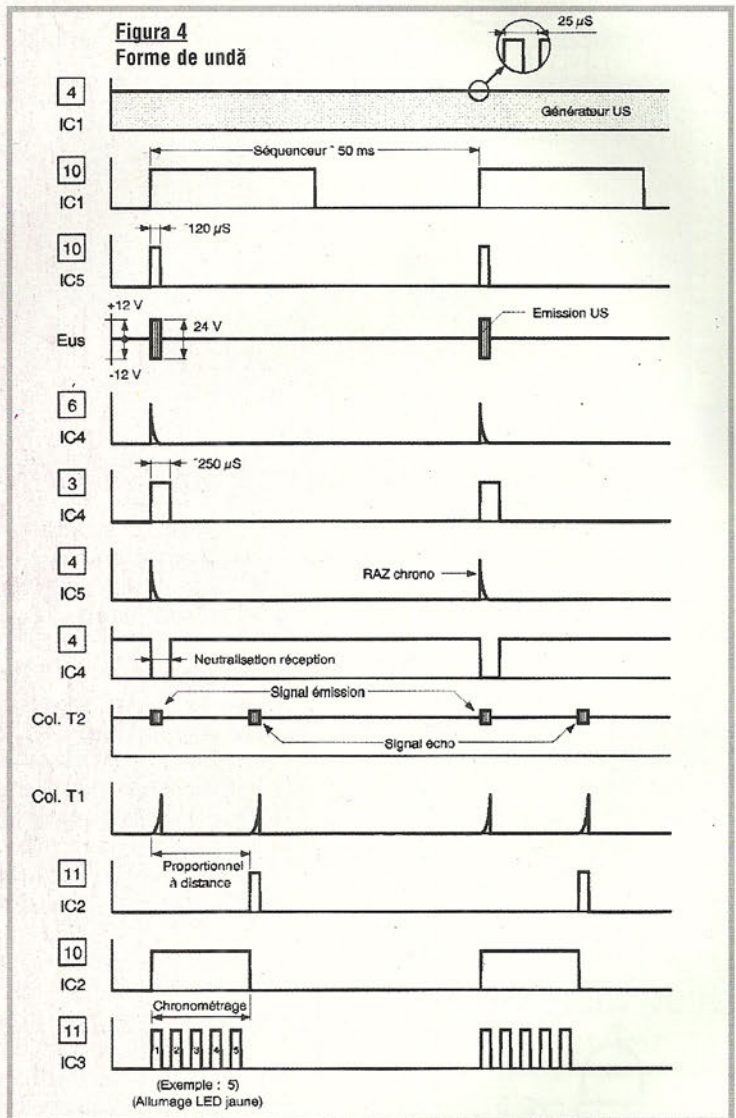 Figura 4
Forme de undă
25 µS
4
IC1
Générateur US
Séquenceur ~ 50 ms
10
IC1
~120 µS
10
IC5
+12 V
24 V
Emission US
Eus
-12 V
6
IC4
~250 µS
3
IC4
4
IC5
RAZ chrono
4
IC4
Neutralisation réception
Signal émission
Col. T2
Signal écho
Col. T1
Proportionnel
à distance
11
IC2
10
IC2
Chronométrage
11
IC3
1 2 3 4 5
(Exemple : 5)
(Allumage LED jaune)